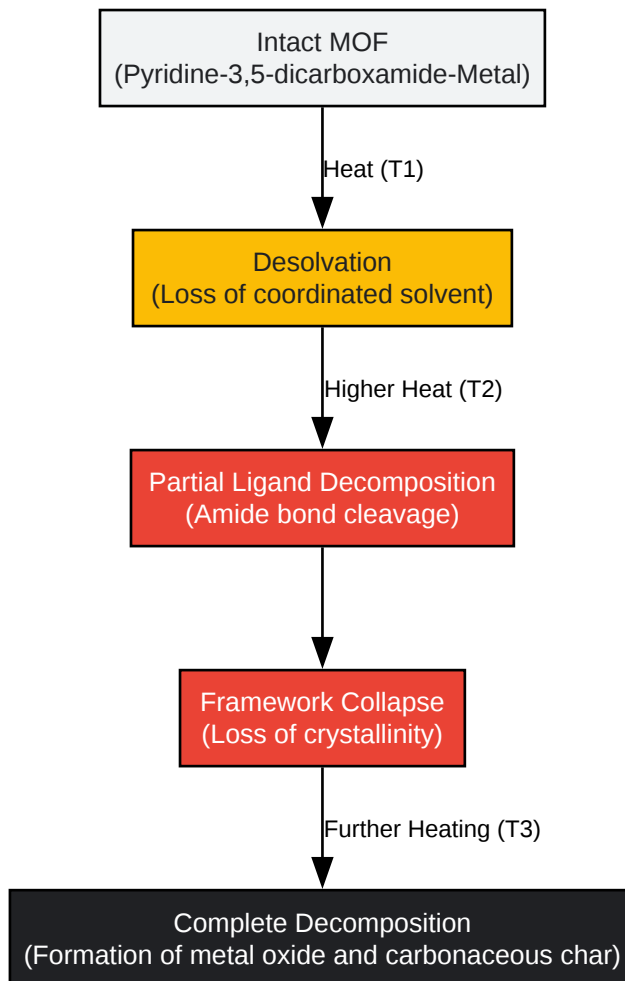 Intact MOF
(Pyridine-3,5-dicarboxamide-Metal)
Heat (T1)
Desolvation
(Loss of coordinated solvent)
Higher Heat (T2)
Partial Ligand Decomposition
(Amide bond cleavage)
Framework Collapse
(Loss of crystallinity)
Further Heating (T3)
Complete Decomposition
(Formation of metal oxide and carbonaceous char)